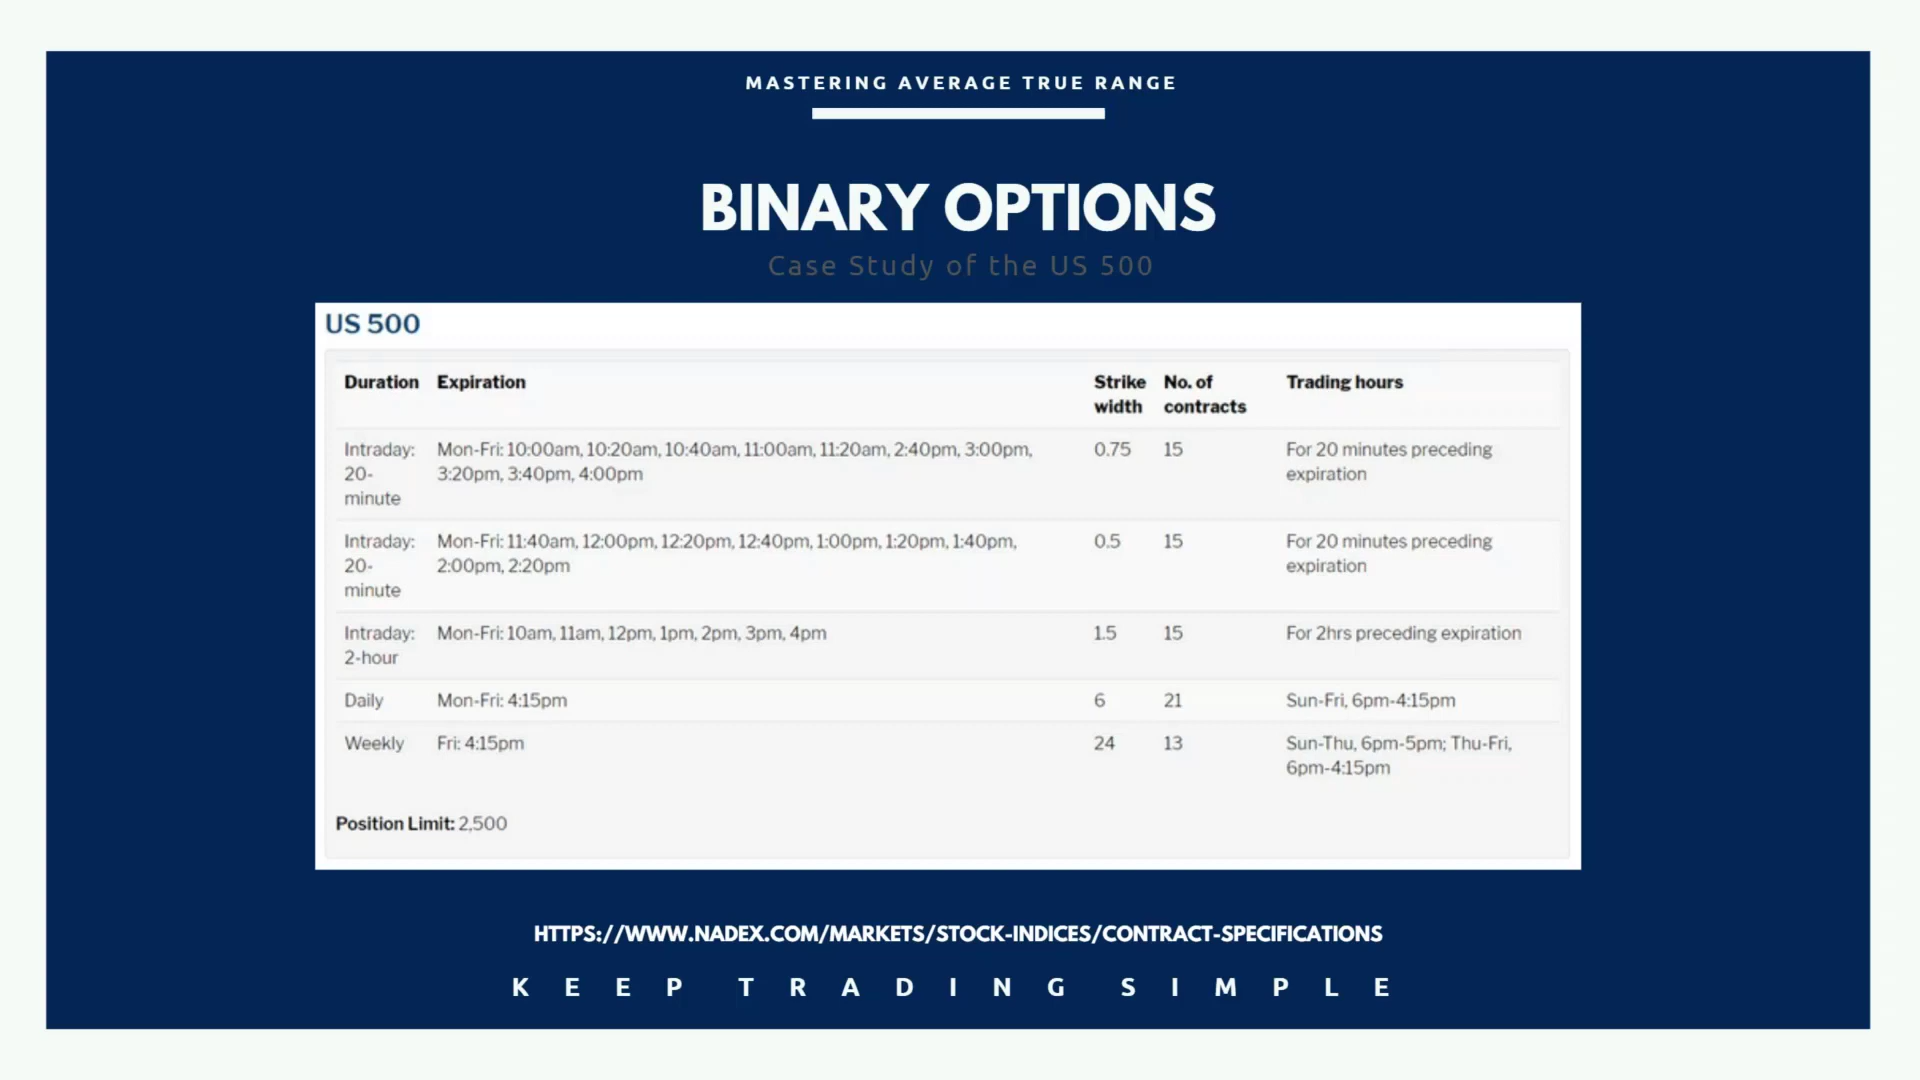 MASTERING AVERAGE TRUE RANGE
BINARY OPTIONS
Case Study of the US 500
US 500
Duration Expiration Strike width No. of contracts Trading hours
Intraday: 20-minute Mon-Fri: 10:00am, 10:20am, 10:40am, 11:00am, 11:20am, 2:40pm, 3:00pm, 3:20pm, 3:40pm, 4:00pm 0.75 15 For 20 minutes preceding expiration
Intraday: 20-minute Mon-Fri: 11:40am, 12:00pm, 12:20pm, 12:40pm, 1:00pm, 1:20pm, 1:40pm, 2:00pm, 2:20pm 0.5 15 For 20 minutes preceding expiration
Intraday: 2-hour Mon-Fri: 10am, 11am, 12pm, 1pm, 2pm, 3pm, 4pm 1.5 15 For 2hrs preceding expiration
Daily Mon-Fri: 4:15pm 6 21 Sun-Fri, 6pm-4:15pm
Weekly Fri: 4:15pm 24 13 Sun-Thu, 6pm-5pm; Thu-Fri, 6pm-4:15pm
Position Limit: 2,500
HTTPS://WWW.NADEX.COM/MARKETS/STOCK-INDICES/CONTRACT-SPECIFICATIONS
KEEP TRADING SIMPLE